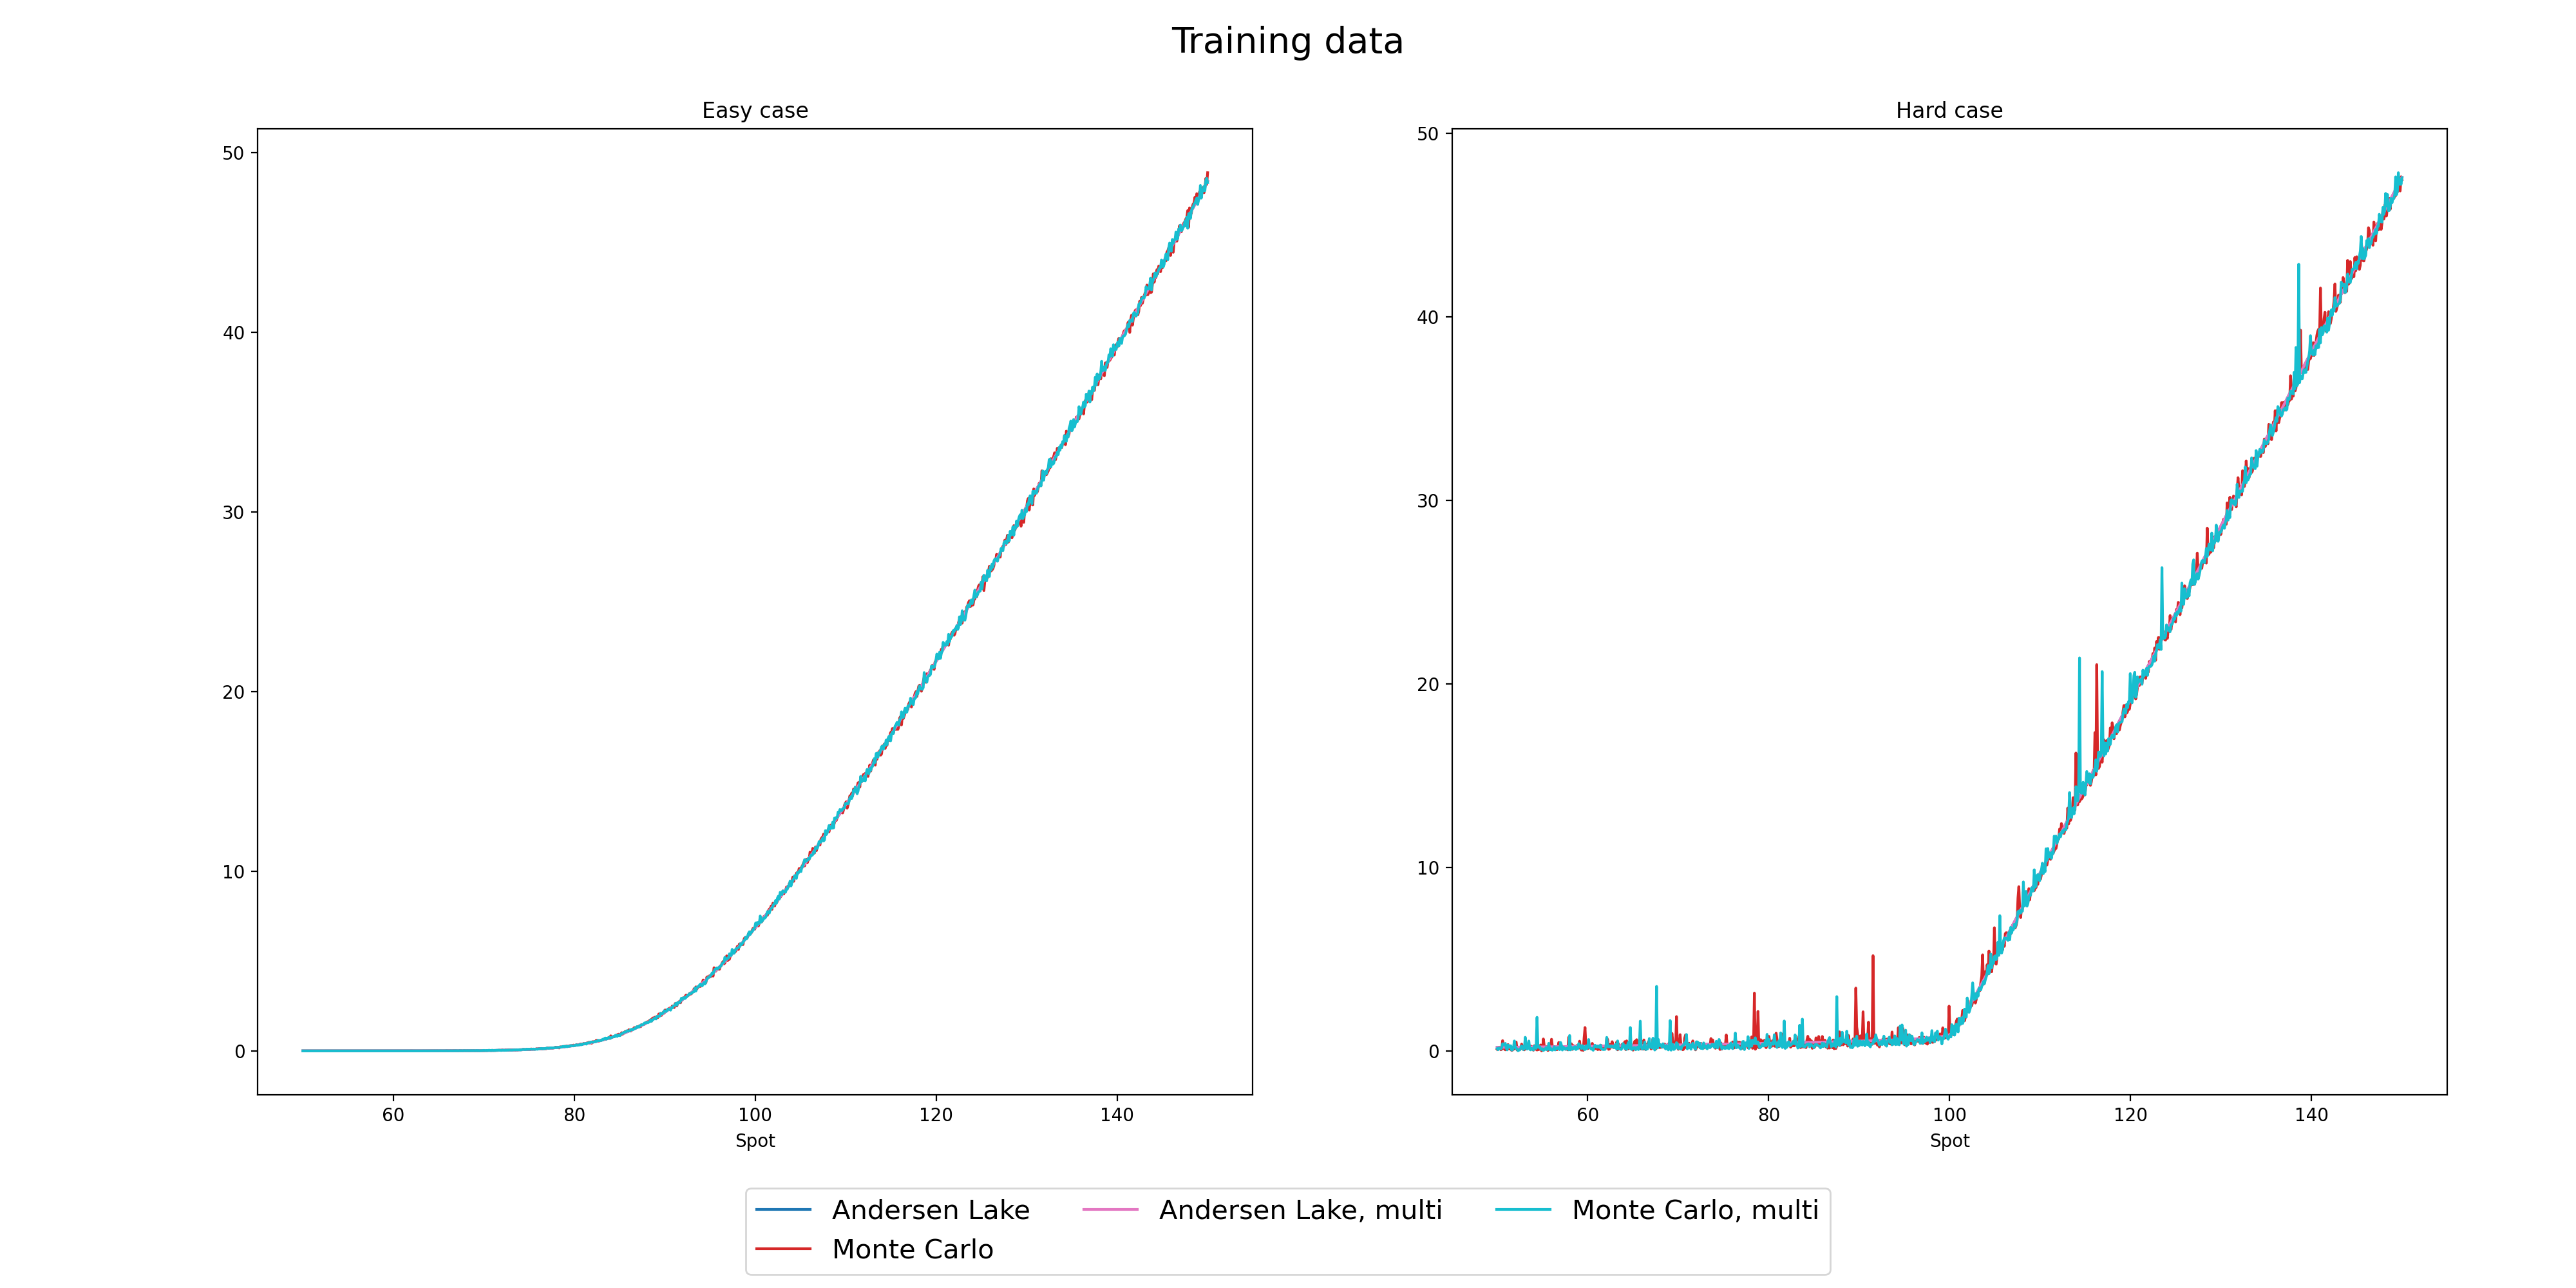 Training data
Easy case
50
40
30
20
10
0
60 80 100 120 140
Spot
Hard case
50
40
30
20
10
0
60 80 100 120 140
Spot
Andersen Lake
Monte Carlo
Andersen Lake, multi
Monte Carlo, multi